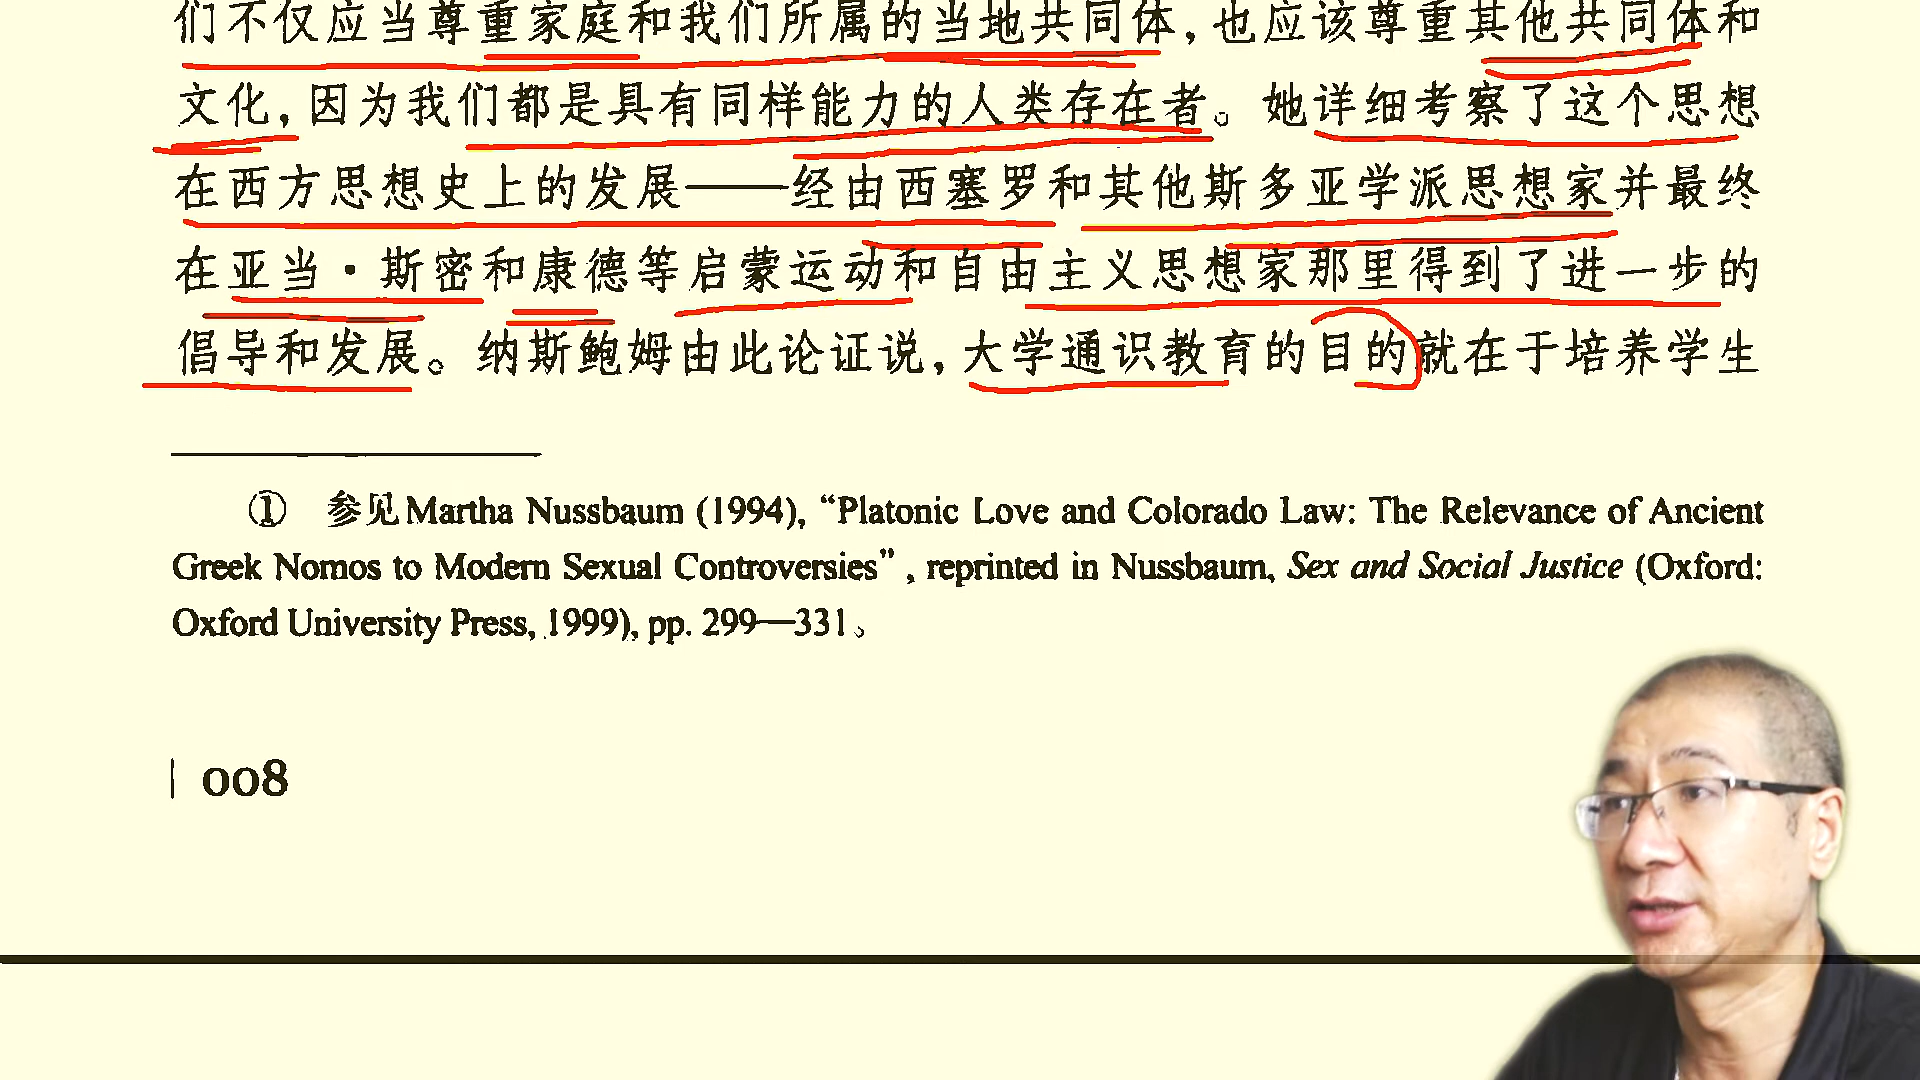 们不仅应当尊重家庭和我们所属的当地共同体，也应该尊重其他共同体和
文化，因为我们都是具有同样能力的人类存在者。她详细考察了这个思想
在西方思想史上的发展——经由西塞罗和其他斯多亚学派思想家并最终
在亚当·斯密和康德等启蒙运动和自由主义思想家那里得到了进一步的
倡导和发展。纳斯鲍姆由此论证说，大学通识教育的目的就在于培养学生
① 参见Martha Nussbaum (1994), “Platonic Love and Colorado Law: The Relevance of Ancient
Greek Nomos to Modern Sexual Controversies”, reprinted in Nussbaum, Sex and Social Justice (Oxford:
Oxford University Press, 1999), pp. 299—331。
008